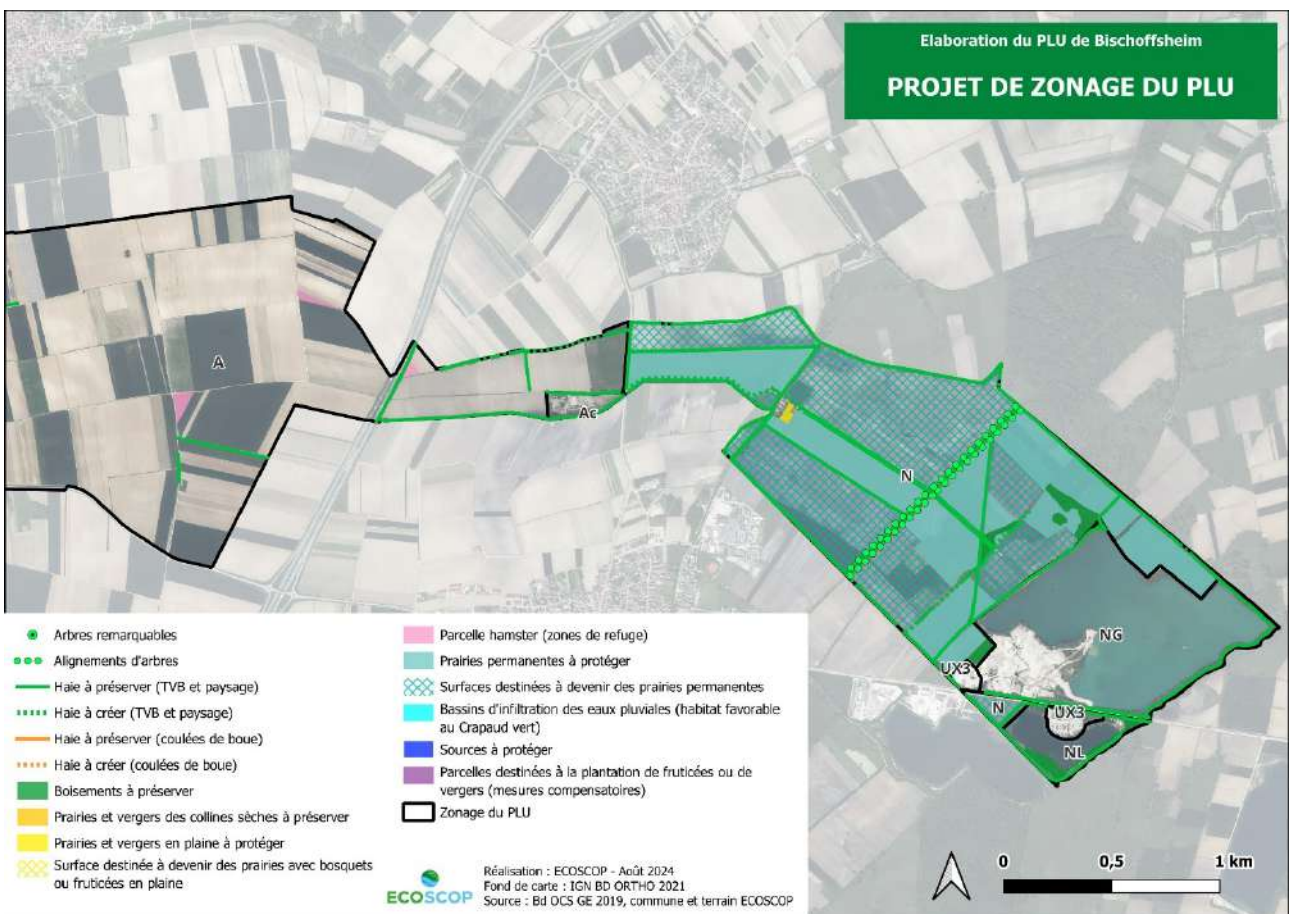 Elaboration du PLU de Bischoffsheim
PROJET DE ZONAGE DU PLU
A
Ac
N
NG
UX3
N
UX3
NL
Arbres remarquables
Alignements d'arbres
Haie à préserver (TVB et paysage)
Haie à créer (TVB et paysage)
Haie à préserver (coulées de boue)
Haie à créer (coulées de boue)
Boisements à préserver
Prairies et vergers des collines sèches à préserver
Prairies et vergers en plaine à protéger
Surface destinée à devenir des prairies avec bosquets
ou fruticées en plaine
Parcelle hamster (zones de refuge)
Prairies permanentes à protéger
Surfaces destinées à devenir des prairies permanentes
Bassins d'infiltration des eaux pluviales (habitat favorable
au Crapaud vert)
Sources à protéger
Parcelles destinées à la plantation de fruticées ou de
vergers (mesures compensatoires)
Zonage du PLU
ECOSCOP
Réalisation : ECOSCOP - Août 2024
Fond de carte : IGN BD ORTHO 2021
Source : Bd OCS GE 2019, commune et terrain ECOSCOP
0 0,5 1 km